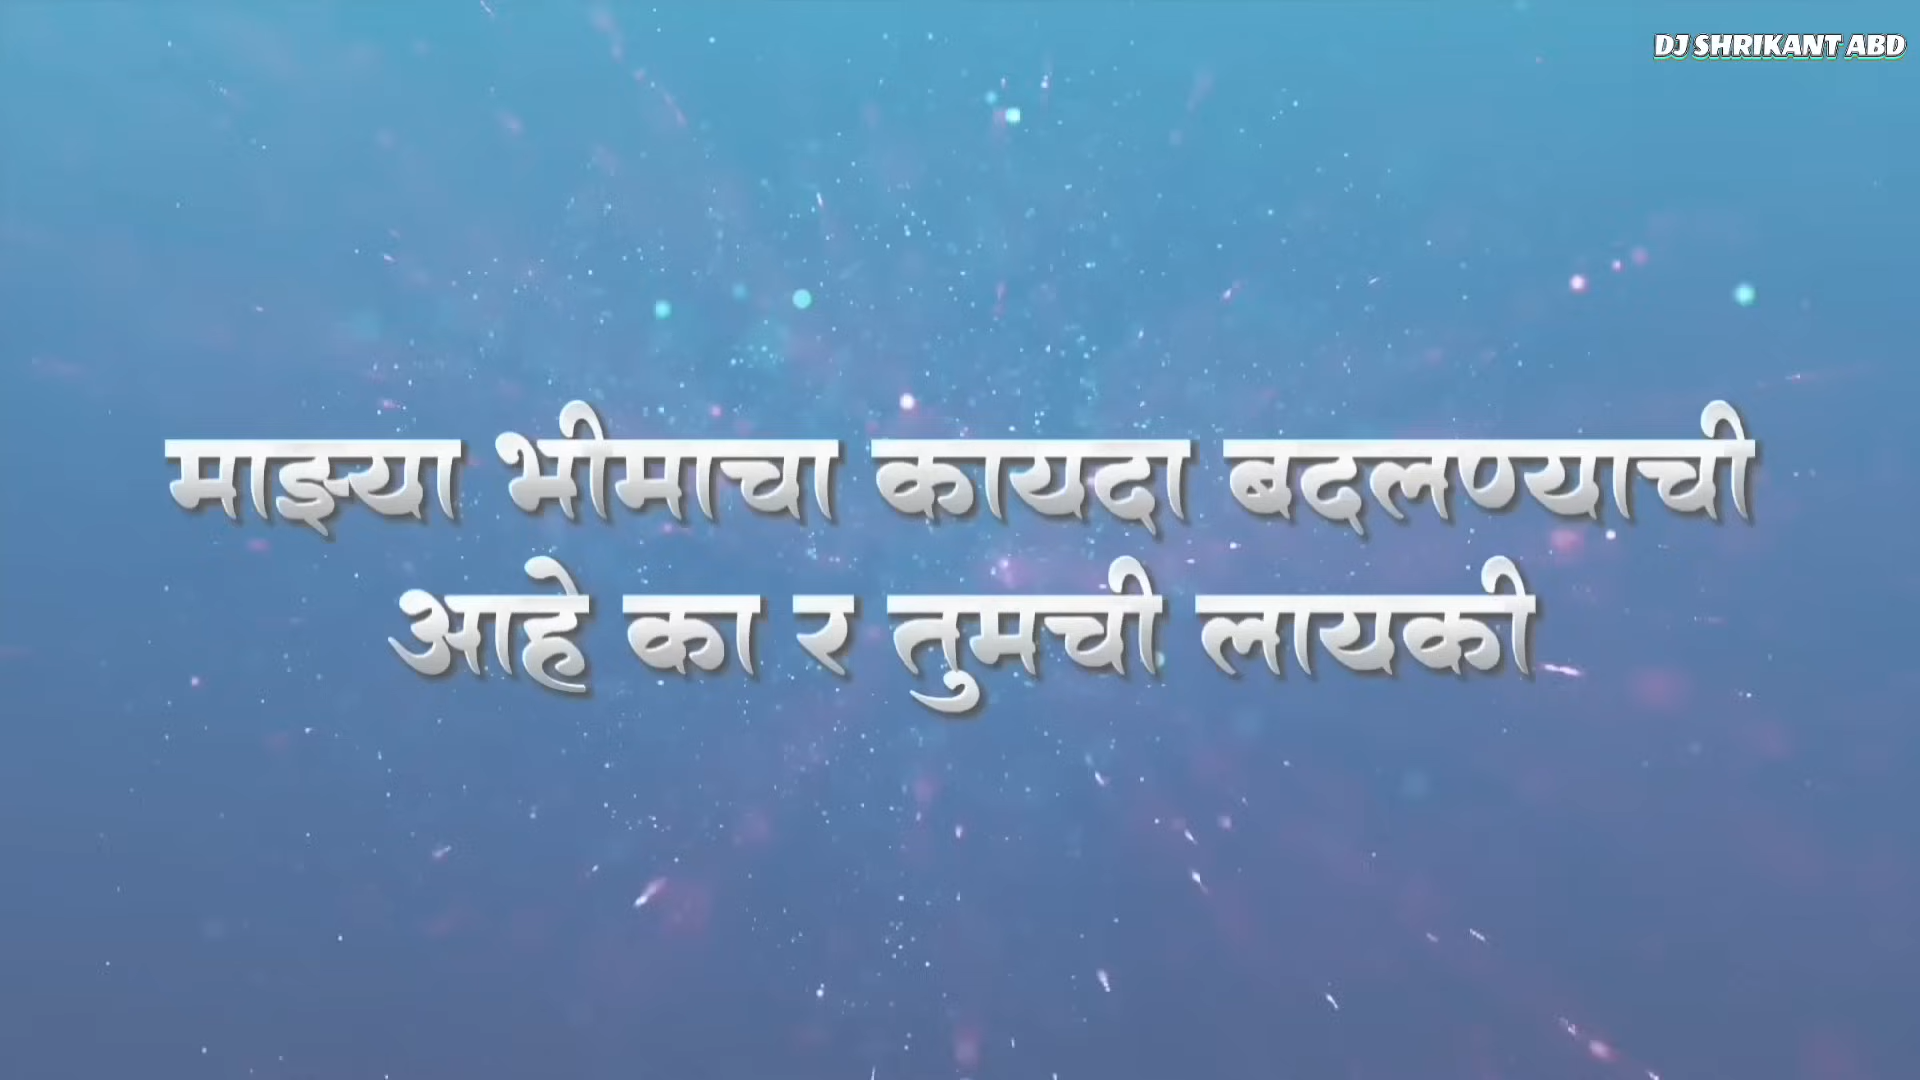 DJ SHRIKANT ABD
माझ्या भीमाचा कायदा बदलण्याची
आहे का र तुमची लायकी